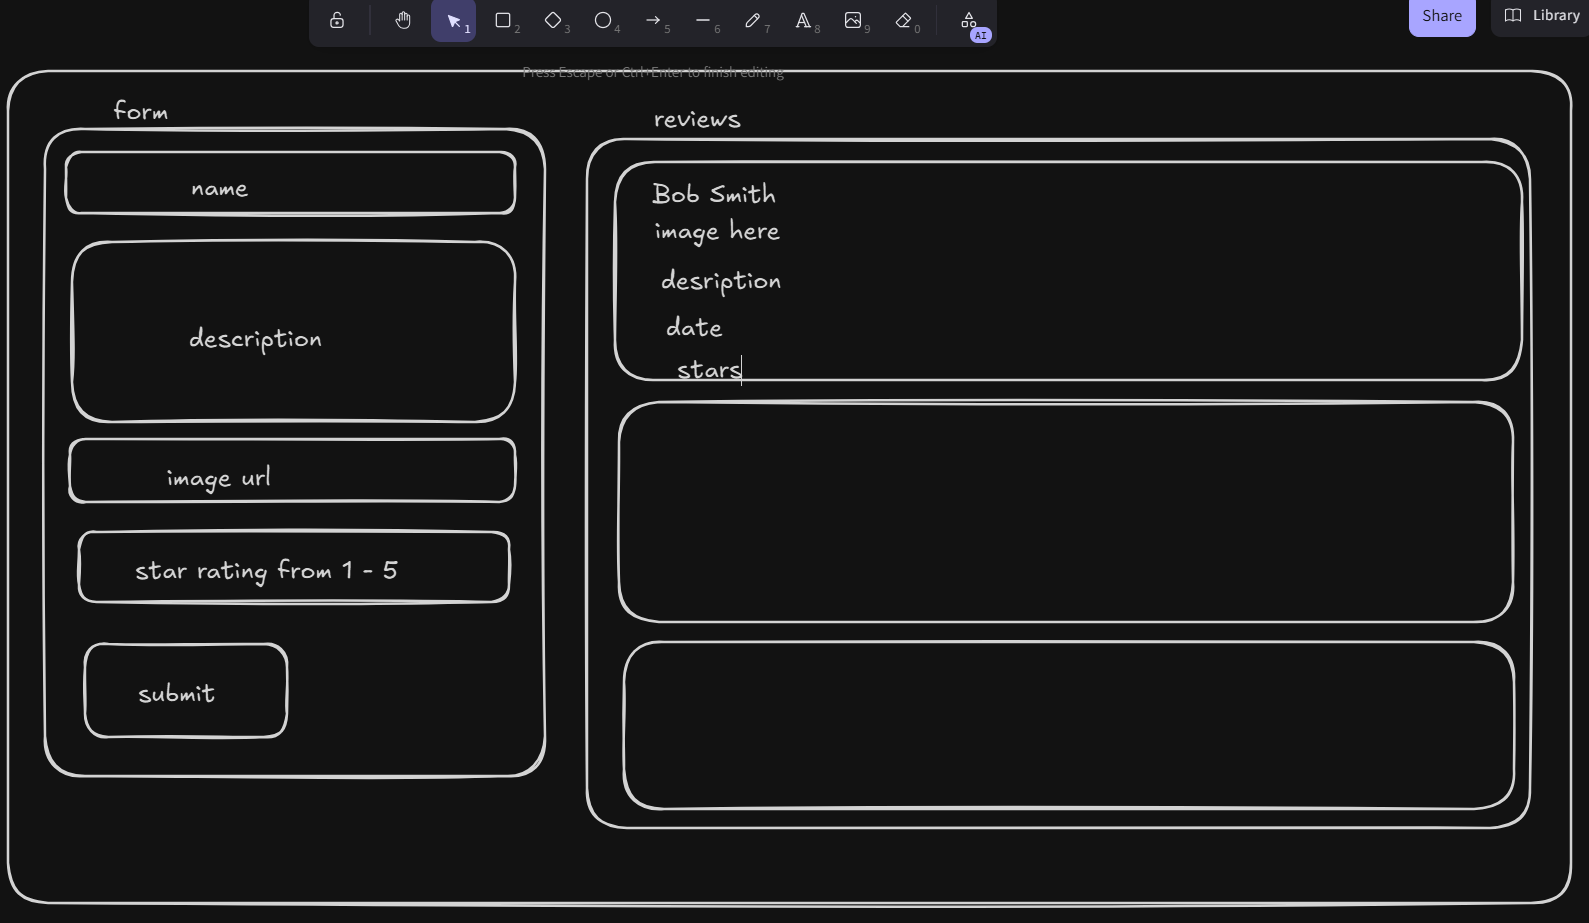 1
2
3
4
5
6
7
8
9
0
AI
Share
Library
Press Escape or Ctrl+Enter to finish editing
form
name
description
image url
star rating from 1 - 5
submit
reviews
Bob Smith
image here
desription
date
stars